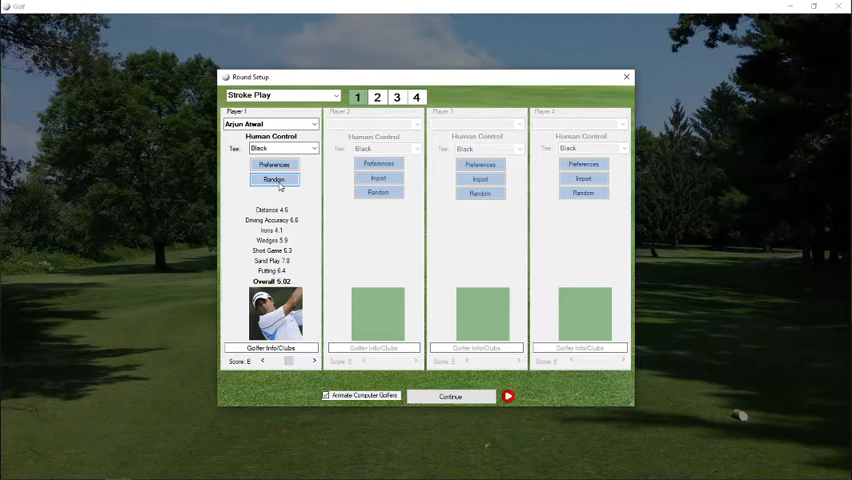 Golf
Round Setup
Stroke Play
1 2 3 4
Player 1
Arjun Atwal
Human Control
Tee: Black
Preferences
Random
Distance 4.6
Driving Accuracy 6.6
Irons 4.1
Wedges 5.9
Short Game 6.3
Sand Play 7.8
Putting 6.4
Overall 5.02
Golfer Info/Clubs
Score: E
Player 2
Human Control
Tee: Black
Preferences
Import
Random
Golfer Info/Clubs
Score: E
Player 3
Human Control
Tee: Black
Preferences
Import
Random
Golfer Info/Clubs
Score: E
Player 4
Human Control
Tee: Black
Preferences
Import
Random
Golfer Info/Clubs
Score: E
Animate Computer Golfers
Continue